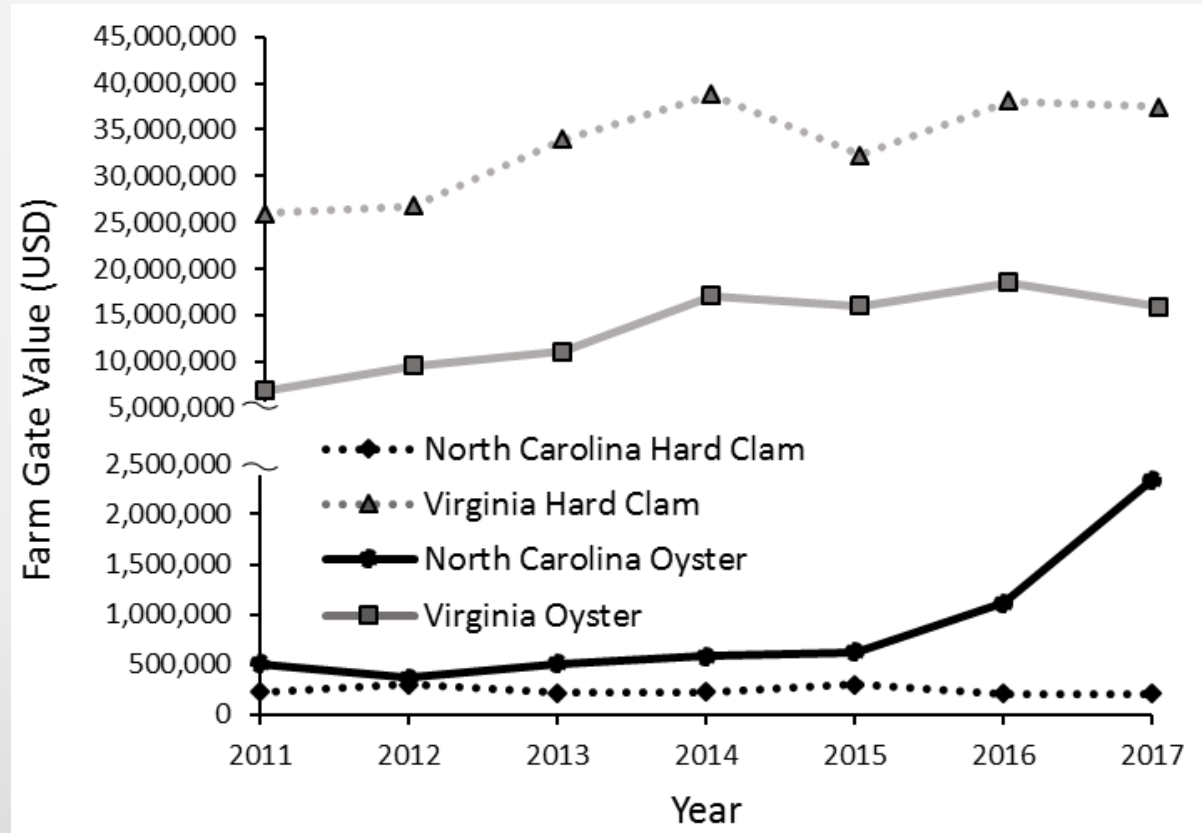 Farm Gate Value (USD)
45,000,000
40,000,000
35,000,000
30,000,000
25,000,000
20,000,000
15,000,000
10,000,000
5,000,000
2,500,000
2,000,000
1,500,000
1,000,000
500,000
0
North Carolina Hard Clam
Virginia Hard Clam
North Carolina Oyster
Virginia Oyster
2011 2012 2013 2014 2015 2016 2017
Year